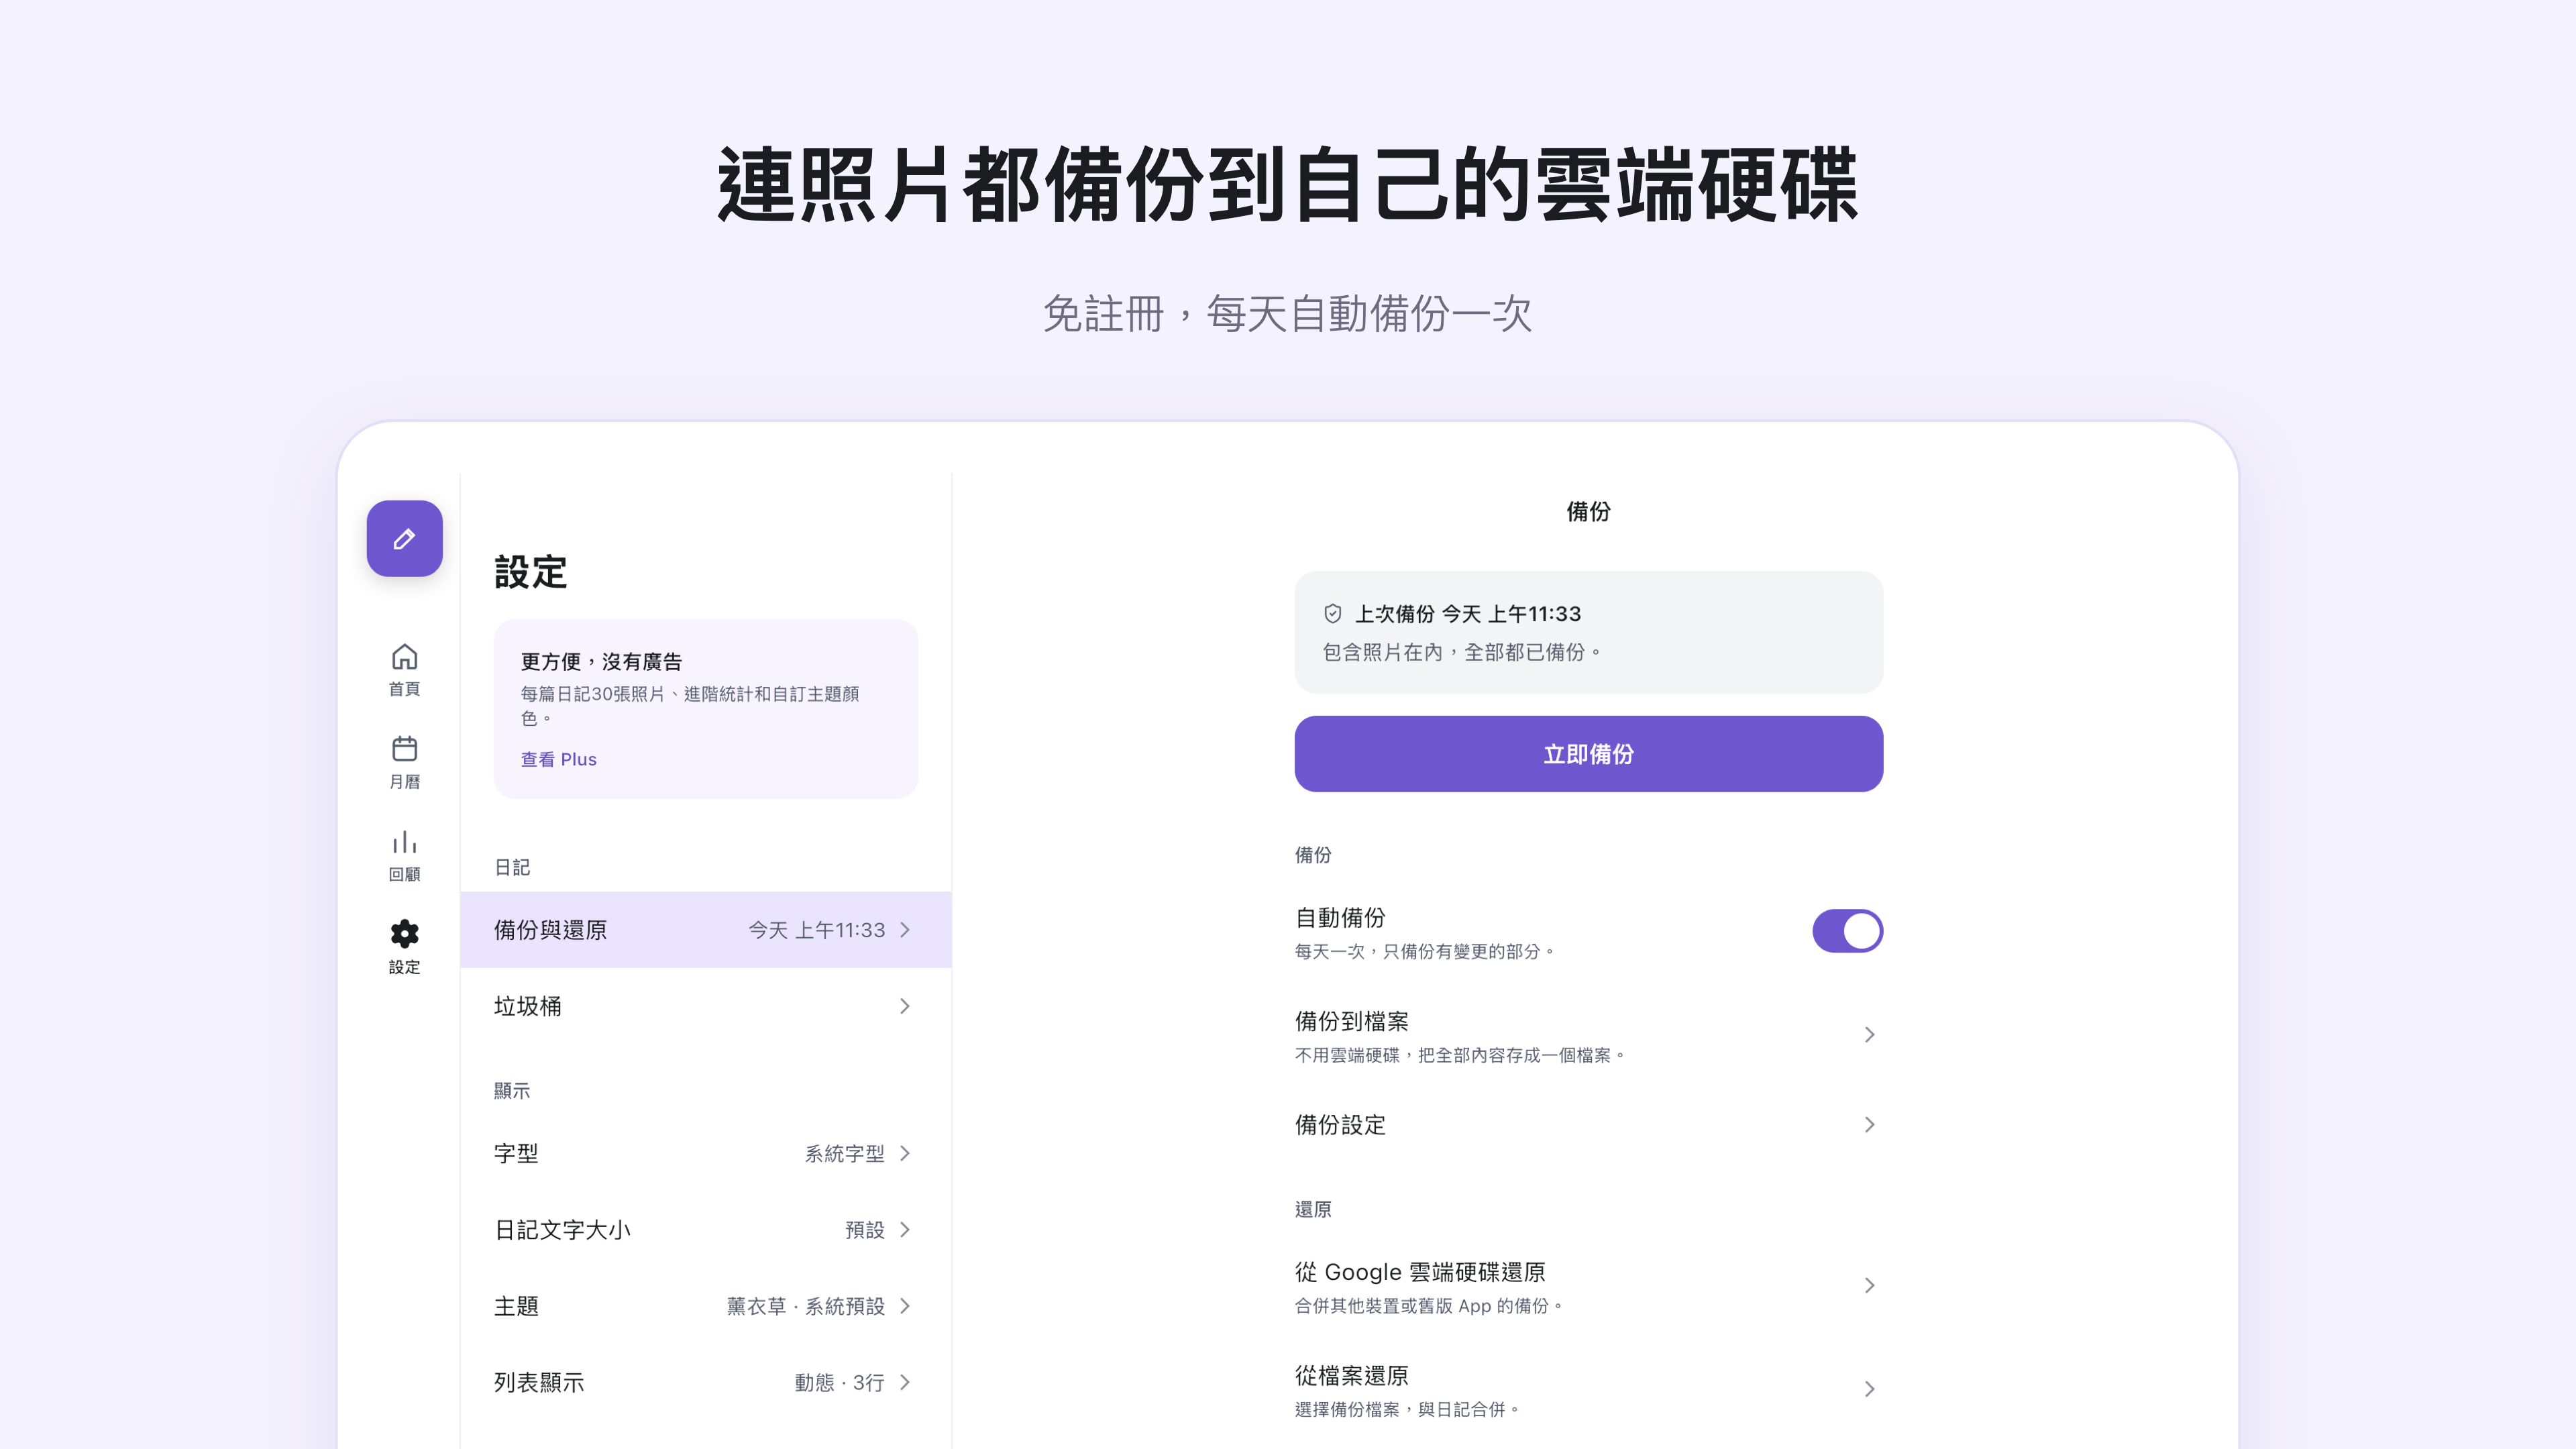 連照片都備份到自己的雲端硬碟
免註冊，每天自動備份一次
首頁
月曆
回顧
設定
設定
更方便，沒有廣告
每篇日記30張照片、進階統計和自訂主題顏
色。
查看 Plus
日記
備份與還原 今天 上午11:33
垃圾桶
顯示
字型 系統字型
日記文字大小 預設
主題 薰衣草 · 系統預設
列表顯示 動態 · 3行
備份
上次備份 今天 上午11:33
包含照片在內，全部都已備份。
立即備份
備份
自動備份
每天一次，只備份有變更的部分。
備份到檔案
不用雲端硬碟，把全部內容存成一個檔案。
備份設定
還原
從 Google 雲端硬碟還原
合併其他裝置或舊版 App 的備份。
從檔案還原
選擇備份檔案，與日記合併。